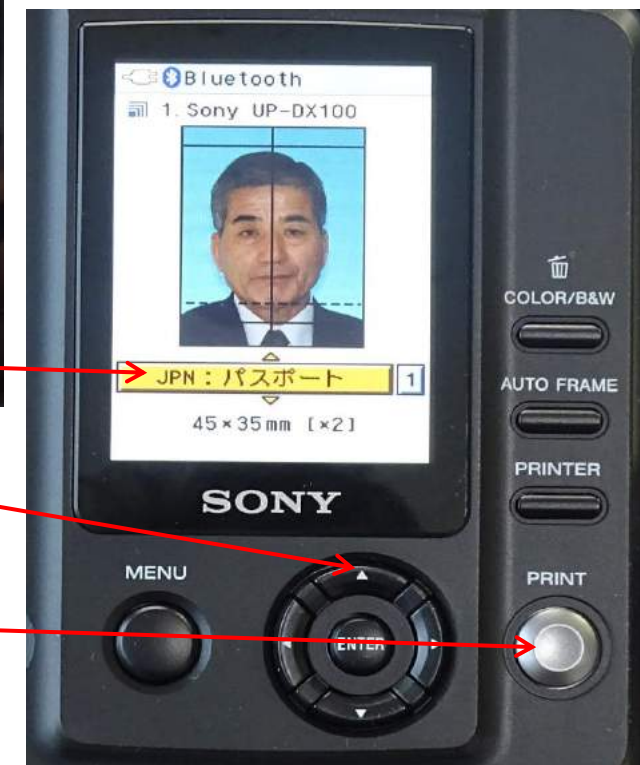 Bluetooth
1. Sony UP-DX100
JPN：パスポート 1
45×35mm [×2]
SONY
COLOR/B&W
AUTO FRAME
PRINTER
MENU
ENTER
PRINT